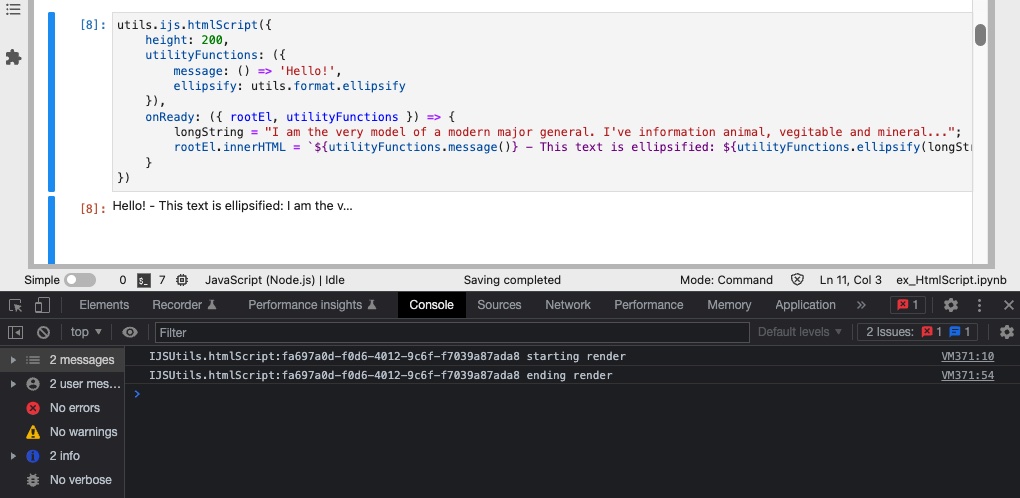 [8]: utils.ijs.htmlScript({
height: 200,
utilityFunctions: ({
message: () => 'Hello!',
ellipsify: utils.format.ellipsify
}),
onReady: ({ rootEl, utilityFunctions }) => {
longString = "I am the very model of a modern major general. I've information animal, vegitable and mineral...";
rootEl.innerHTML = `${utilityFunctions.message()} - This text is ellipsified: ${utilityFunctions.ellipsify(longStr
}
})
[8]: Hello! - This text is ellipsified: I am the v...
Simple 0 $_ 7 JavaScript (Node.js) | Idle Saving completed Mode: Command Ln 11, Col 3 ex_HtmlScript.ipynb
Elements Recorder Performance insights Console Sources Network Performance Memory Application » 1
top ▼ Filter Default levels ▼ 2 Issues: 1 1
2 messages
2 user mes...
No errors
No warnings
2 info
No verbose
IJSUtils.htmlScript:fa697a0d-f0d6-4012-9c6f-f7039a87ada8 starting render VM371:10
IJSUtils.htmlScript:fa697a0d-f0d6-4012-9c6f-f7039a87ada8 ending render VM371:54
>